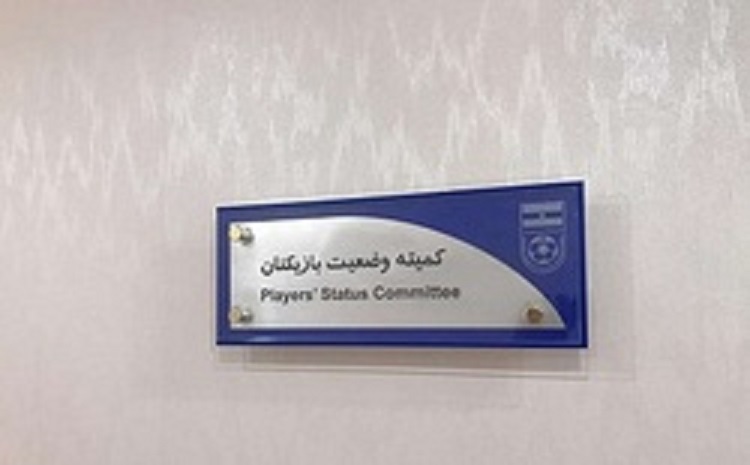 کمیته وضعیت بازیکنان
Players' Status Committee